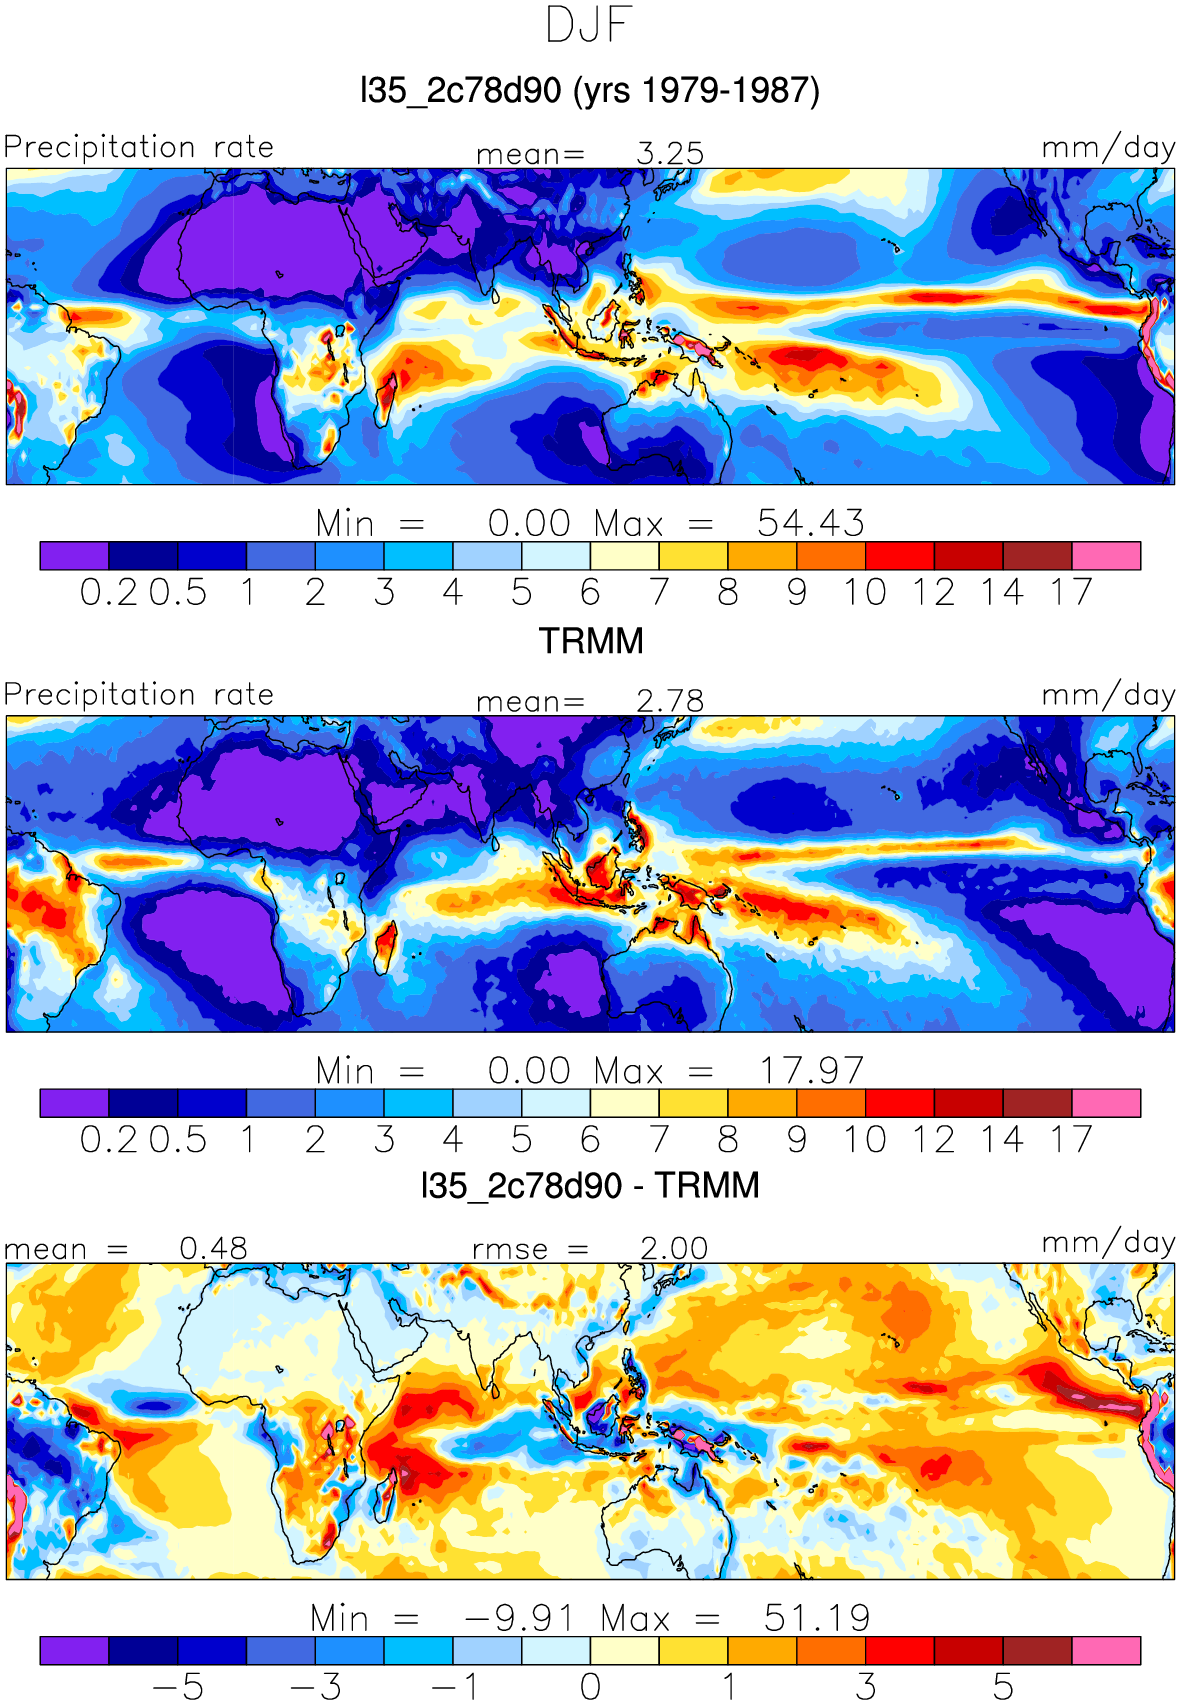 DJF
l35_2c78d90 (yrs 1979-1987)
Precipitation rate mean= 3.25 mm/day
Min = 0.00 Max = 54.43
0.2 0.5 1 2 3 4 5 6 7 8 9 10 12 14 17
TRMM
Precipitation rate mean= 2.78 mm/day
Min = 0.00 Max = 17.97
0.2 0.5 1 2 3 4 5 6 7 8 9 10 12 14 17
l35_2c78d90 - TRMM
mean = 0.48 rmse = 2.00 mm/day
Min = −9.91 Max = 51.19
−5 −3 −1 0 1 3 5